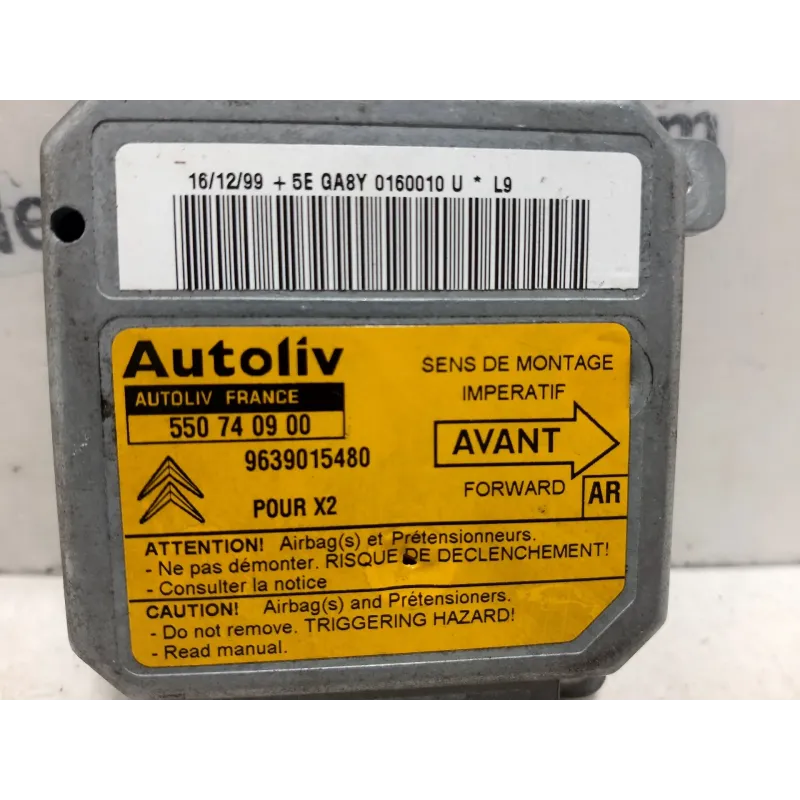 16/12/99 + 5E GA8Y 0160010 U * L9
Autoliv
AUTOLIV FRANCE
550 74 09 00
9639015480
POUR X2
SENS DE MONTAGE
IMPERATIF
AVANT
FORWARD
AR
ATTENTION! Airbag(s) et Prétensionneurs.
- Ne pas démonter. RISQUE DE DECLENCHEMENT!
- Consulter la notice
CAUTION! Airbag(s) and Prétensioners.
- Do not remove. TRIGGERING HAZARD!
- Read manual.